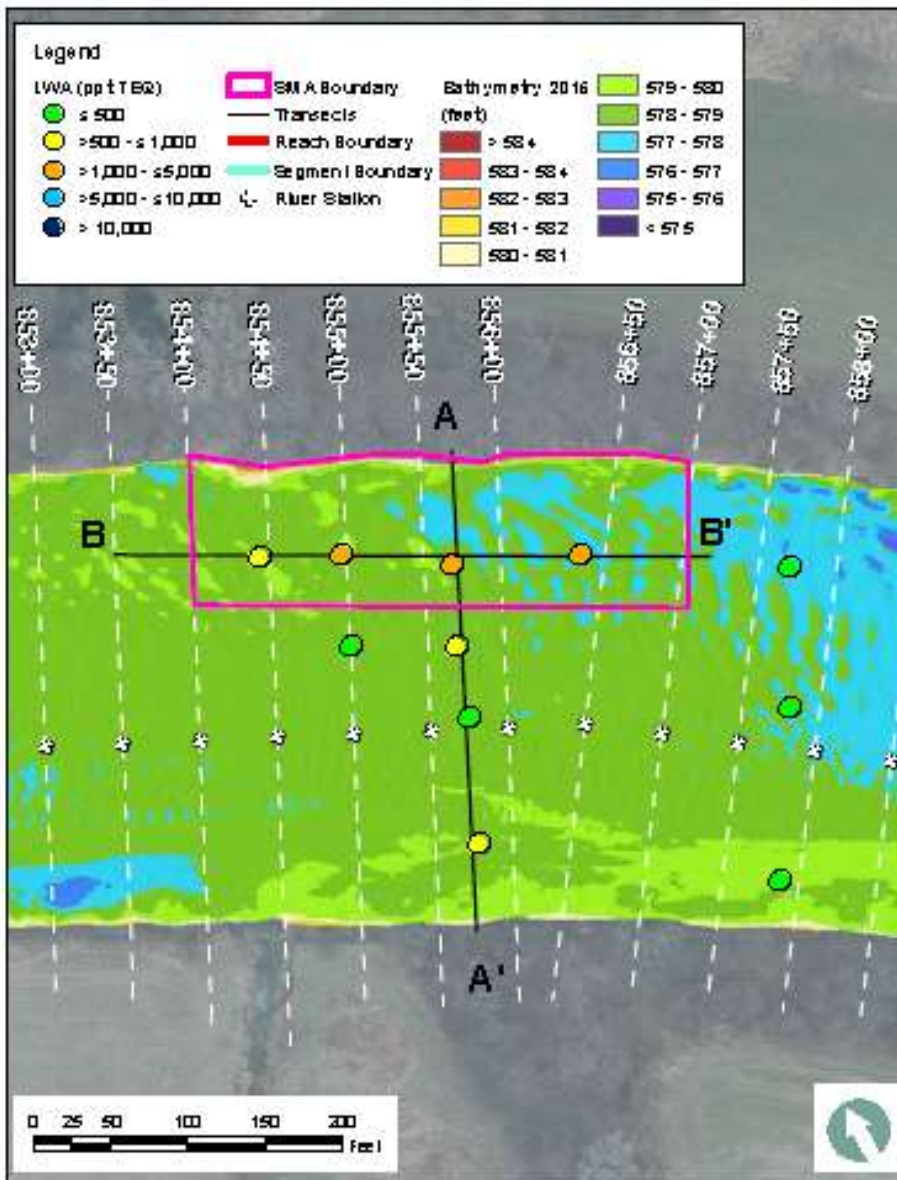 Legend
LWA (ppt TEQ)
≤ 500
>500 - ≤ 1,000
>1,000 - ≤5,000
>5,000 - ≤10,000
> 10,000
SMA Boundary
Transects
Reach Boundary
Segment Boundary
River Station
Bathymetry 2016
(feet)
> 584
583 - 584
582 - 583
581 - 582
580 - 581
579 - 580
578 - 579
577 - 578
576 - 577
575 - 576
< 575
853+00
853+50
854+00
854+50
855+00
855+50
856+00
856+50
857+00
857+50
858+00
A
B
B'
A'
0 25 50 100 150 200
Feet